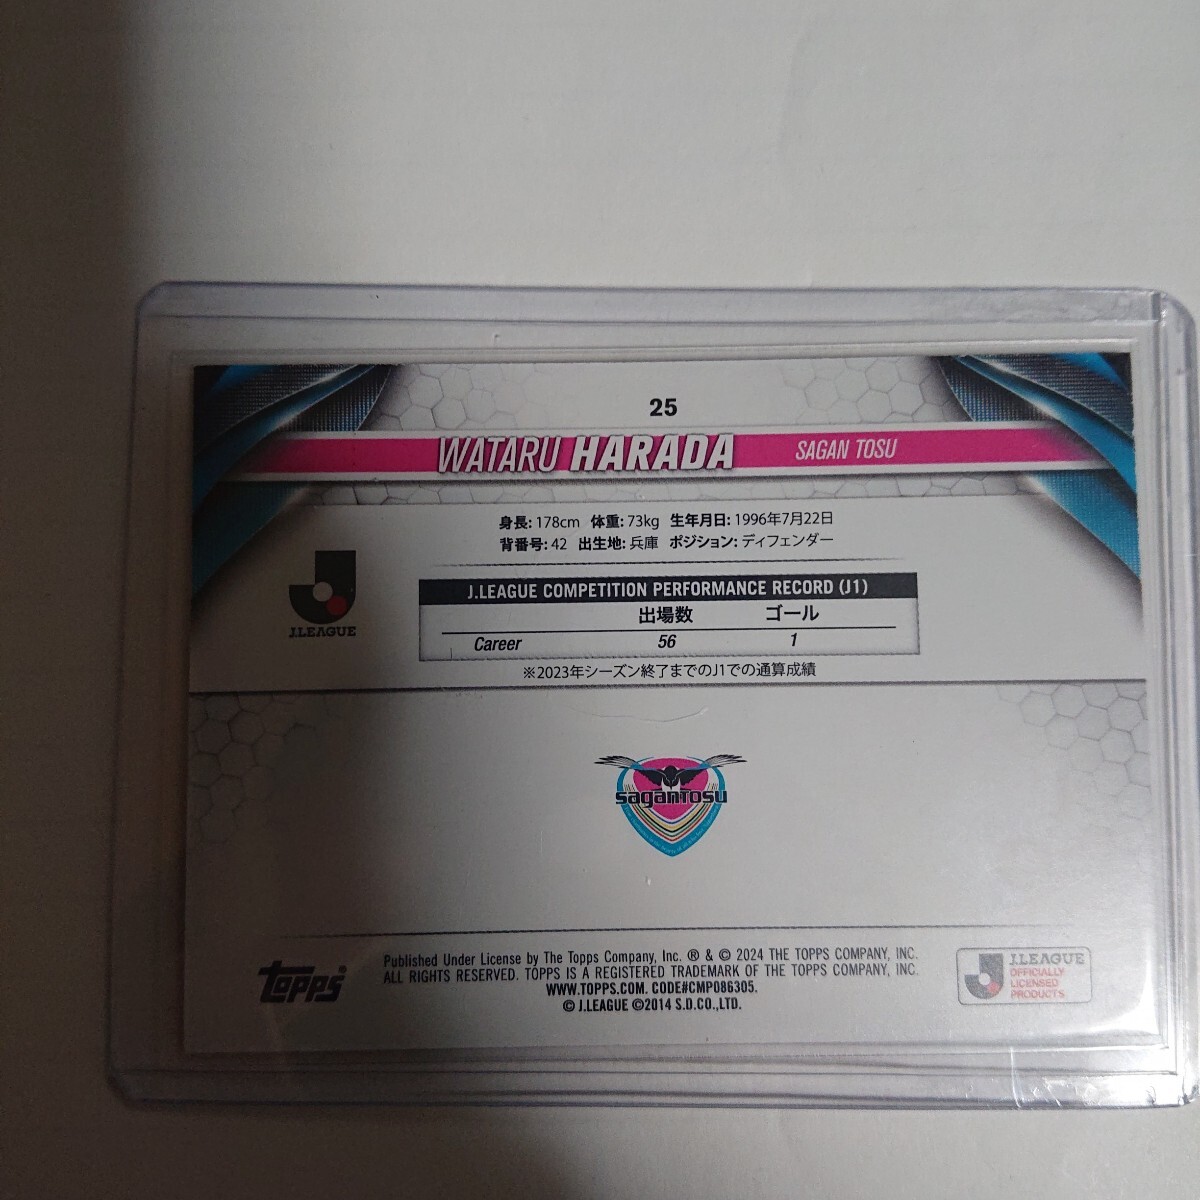 25
WATARU HARADA SAGAN TOSU
身長: 178cm 体重: 73kg 生年月日: 1996年7月22日
背番号: 42 出生地: 兵庫 ポジション: ディフェンダー
J.LEAGUE
J.LEAGUE COMPETITION PERFORMANCE RECORD (J1)
出場数 ゴール
Career 56 1
※2023年シーズン終了までのJ1での通算成績
saganTosu
topps
Published Under License by The Topps Company, Inc. ® & © 2024 THE TOPPS COMPANY, INC.
ALL RIGHTS RESERVED. TOPPS IS A REGISTERED TRADEMARK OF THE TOPPS COMPANY, INC.
WWW.TOPPS.COM. CODE#CMP086305.
© J.LEAGUE ©2014 S.D.CO.,LTD.
J.LEAGUE
OFFICIALLY
LICENSED
PRODUCTS